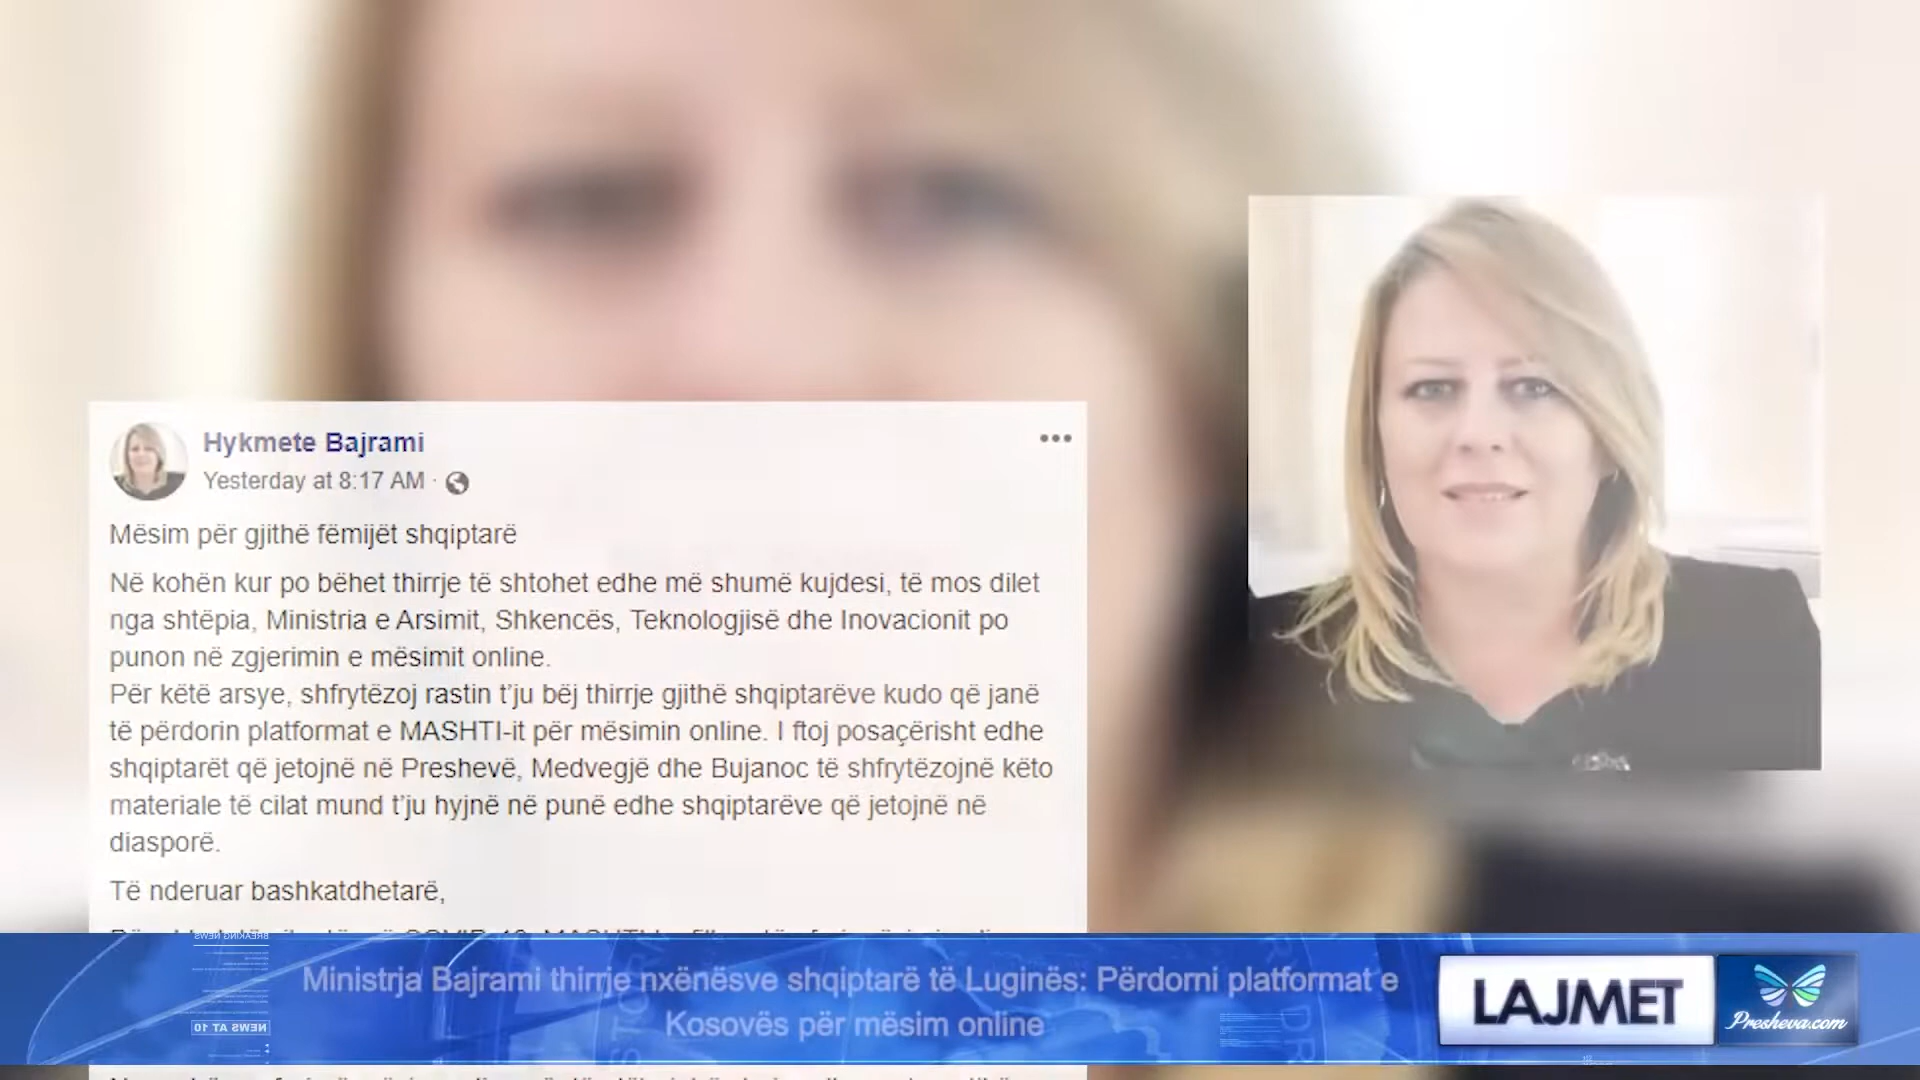 Hykmete Bajrami
Yesterday at 8:17 AM ·
Mësim për gjithë fëmijët shqiptarë
Në kohën kur po bëhet thirrje të shtohet edhe më shumë kujdesi, të mos dilet
nga shtëpia, Ministria e Arsimit, Shkencës, Teknologjisë dhe Inovacionit po
punon në zgjerimin e mësimit online.
Për këtë arsye, shfrytëzoj rastin t'ju bëj thirrje gjithë shqiptarëve kudo që janë
të përdorin platformat e MASHTI-it për mësimin online. I ftoj posaçërisht edhe
shqiptarët që jetojnë në Preshevë, Medvegjë dhe Bujanoc të shfrytëzojnë këto
materiale të cilat mund t'ju hyjnë në punë edhe shqiptarëve që jetojnë në
diasporë.
Të nderuar bashkatdhetarë,
BREAKING NEWS
NEWS AT 10
Ministrja Bajrami thirrje nxënësve shqiptarë të Luginës: Përdorni platformat e
Kosovës për mësim online
LAJMET
Presheva.com